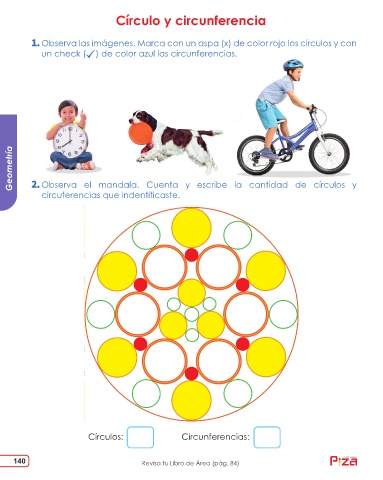 Círculo y circunferencia
1. Observa las imágenes. Marca con un aspa (x) de color rojo los círculos y con
un check (✓) de color azul las circunferencias.
Geometría
2. Observa el mandala. Cuenta y escribe la cantidad de círculos y
circuferencias que indentificaste.
Círculos:
Circunferencias:
140
Revisa tu Libro de Área (pág. 84)
Piza